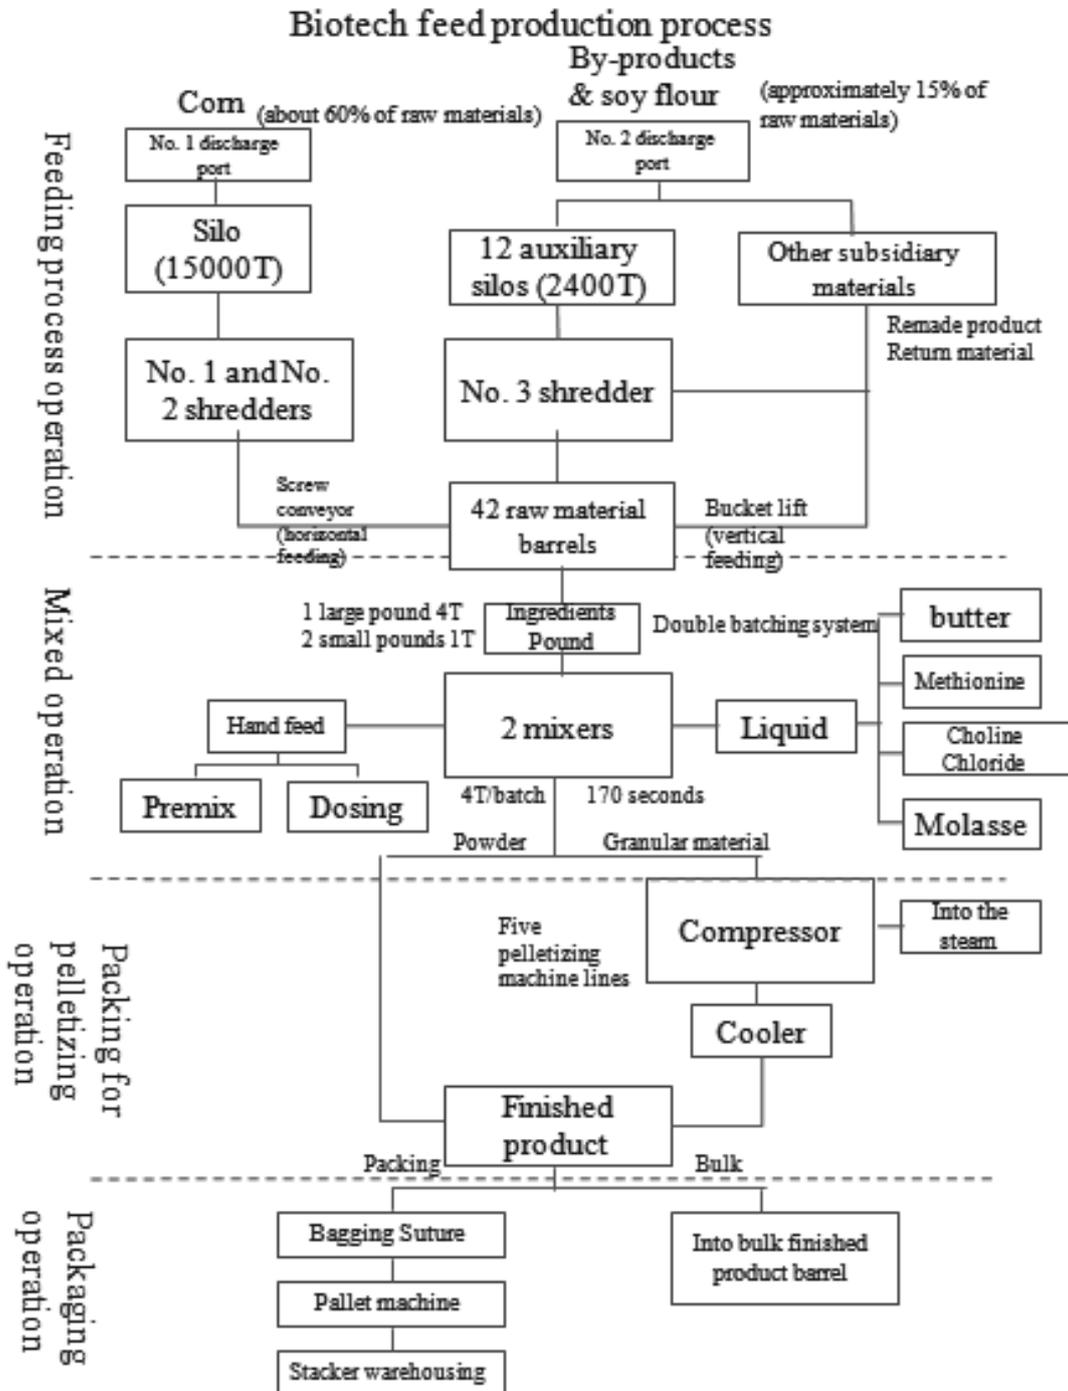 Biotech feed production process
Com
(about 60% of raw materials)
By-products
& soy flour
(approximately 15% of
raw materials)
Feeding process operation
No. 1 discharge
port
No. 2 discharge
port
Silo
(15000T)
12 auxiliary
silos (2400T)
Other subsidiary
materials
Remade product
Return material
No. 1 and No.
2 shredders
No. 3 shredder
Screw
conveyor
(horizontal
feeding)
42 raw material
barrels
Bucket lift
(vertical
feeding)
Mixed operation
1 large pound 4T
2 small pounds 1T
Ingredients
Pound
Double batching system
butter
Methionine
Choline
Chloride
Molasse
Hand feed
2 mixers
Liquid
Premix
Dosing
4T/batch
170 seconds
Powder
Granular material
Packing for
pelletizing
operation
Five
pelletizing
machine lines
Compressor
Into the
steam
Cooler
Finished
product
Packing
Bulk
Packaging
operation
Bagging Suture
Into bulk finished
product barrel
Pallet machine
Stacker warehousing